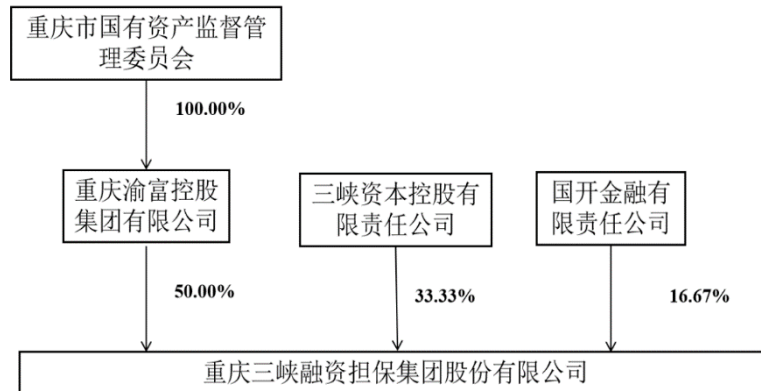 重庆市国有资产监督管
理委员会
100.00%
重庆渝富控股
集团有限公司
三峡资本控股有
限责任公司
国开金融有
限责任公司
50.00%
33.33%
16.67%
重庆三峡融资担保集团股份有限公司